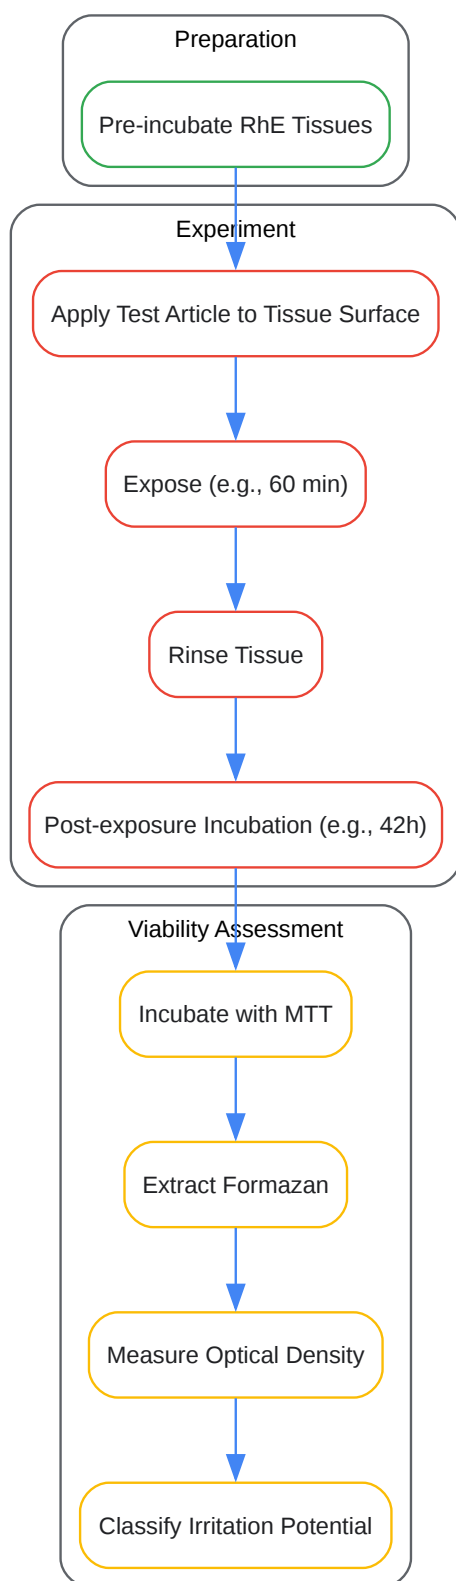 Preparation
Pre-incubate RhE Tissues
Experiment
Apply Test Article to Tissue Surface
Expose (e.g., 60 min)
Rinse Tissue
Post-exposure Incubation (e.g., 42h)
Viability Assessment
Incubate with MTT
Extract Formazan
Measure Optical Density
Classify Irritation Potential